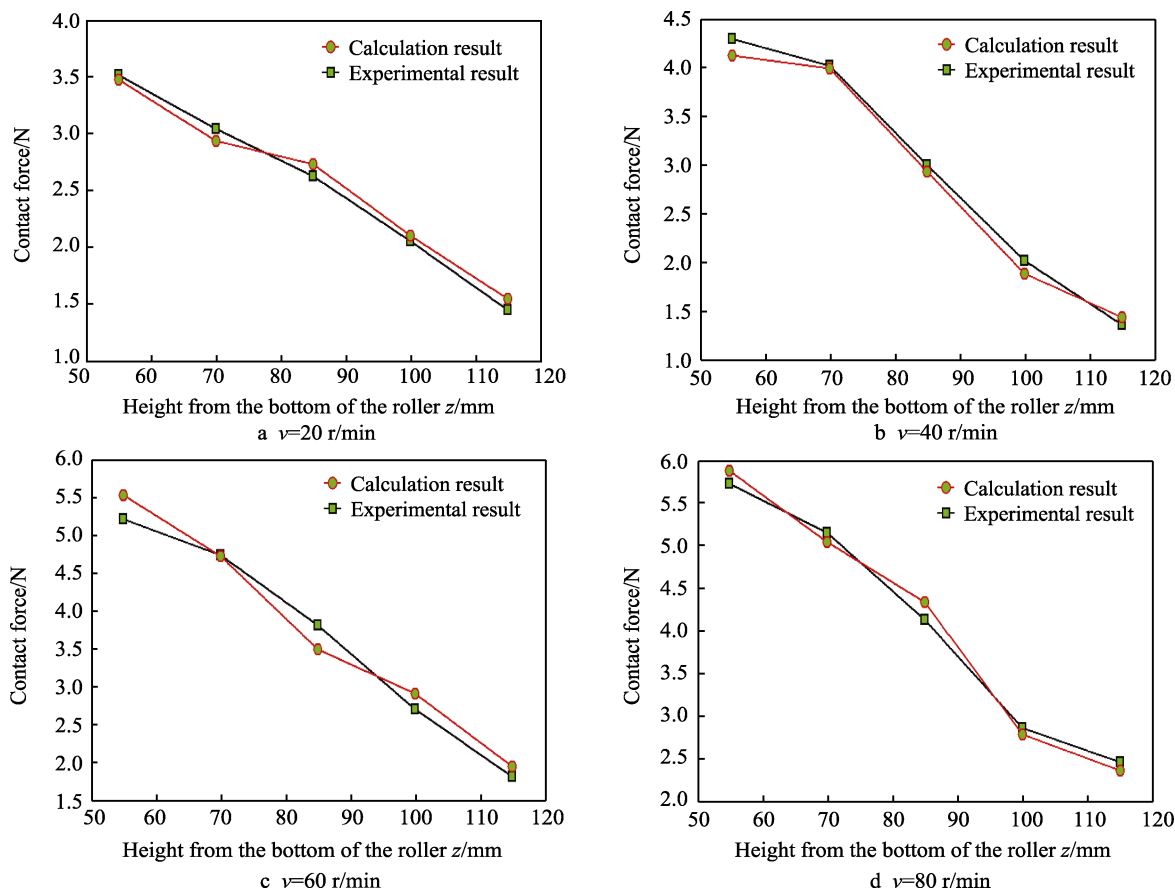 4.0
3.5
3.0
2.5
2.0
1.5
1.0
Contact force/N
Calculation result
Experimental result
50 60 70 80 90 100 110 120
Height from the bottom of the roller z/mm
a v=20 r/min
4.5
4.0
3.5
3.0
2.5
2.0
1.5
1.0
Contact force/N
Calculation result
Experimental result
50 60 70 80 90 100 110 120
Height from the bottom of the roller z/mm
b v=40 r/min
6.0
5.5
5.0
4.5
4.0
3.5
3.0
2.5
2.0
1.5
Contact force/N
Calculation result
Experimental result
50 60 70 80 90 100 110 120
Height from the bottom of the roller z/mm
c v=60 r/min
6.0
5.5
5.0
4.5
4.0
3.5
3.0
2.5
2.0
Contact force/N
Calculation result
Experimental result
50 60 70 80 90 100 110 120
Height from the bottom of the roller z/mm
d v=80 r/min